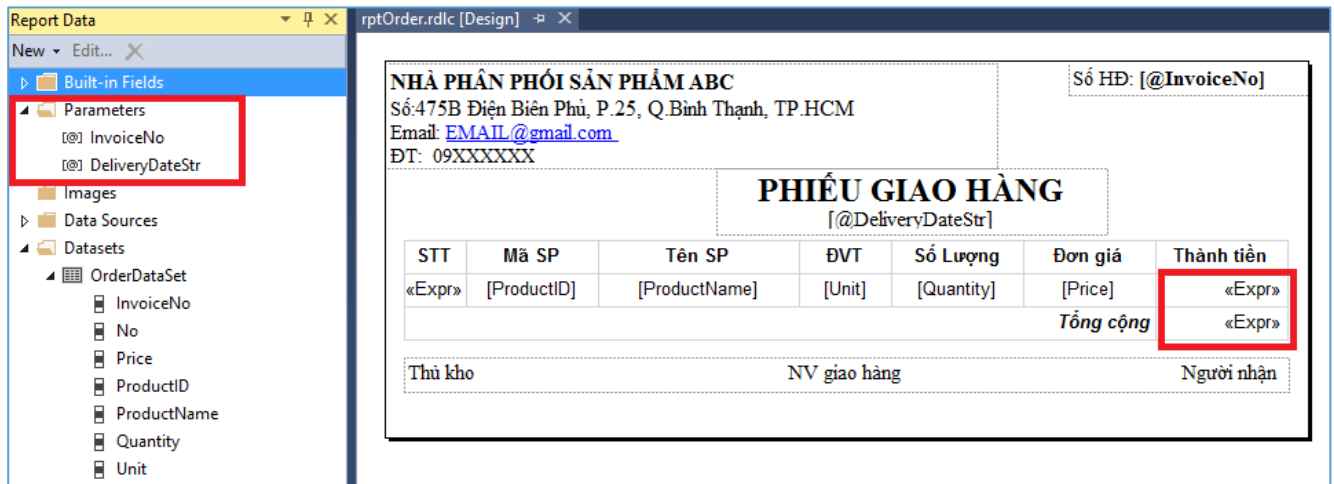 Report Data
rptOrder.rdlc [Design]
New Edit...
Built-in Fields
Parameters
[@] InvoiceNo
[@] DeliveryDateStr
Images
Data Sources
Datasets
OrderDataSet
InvoiceNo
No
Price
ProductID
ProductName
Quantity
Unit
NHÀ PHÂN PHỐI SẢN PHẨM ABC
Số HĐ: [@InvoiceNo]
Số:475B Điện Biên Phủ, P.25, Q.Bình Thạnh, TP.HCM
Email: EMAIL@gmail.com
ĐT: 09XXXXXX
PHIẾU GIAO HÀNG
[@DeliveryDateStr]
STT Mã SP Tên SP ĐVT Số Lượng Đơn giá Thành tiền
«Expr» [ProductID] [ProductName] [Unit] [Quantity] [Price] «Expr»
Tổng cộng «Expr»
Thủ kho NV giao hàng Người nhận